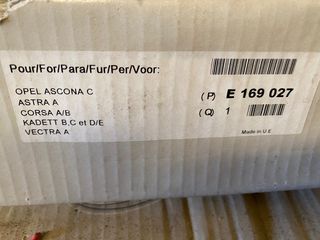 Pour/For/Para/Fur/Per/Voor:
OPEL ASCONA C
ASTRA A
CORSA A/B
KADETT B,C et D/E
VECTRA A
(P) E 169 027
(Q) 1
Made in U.E